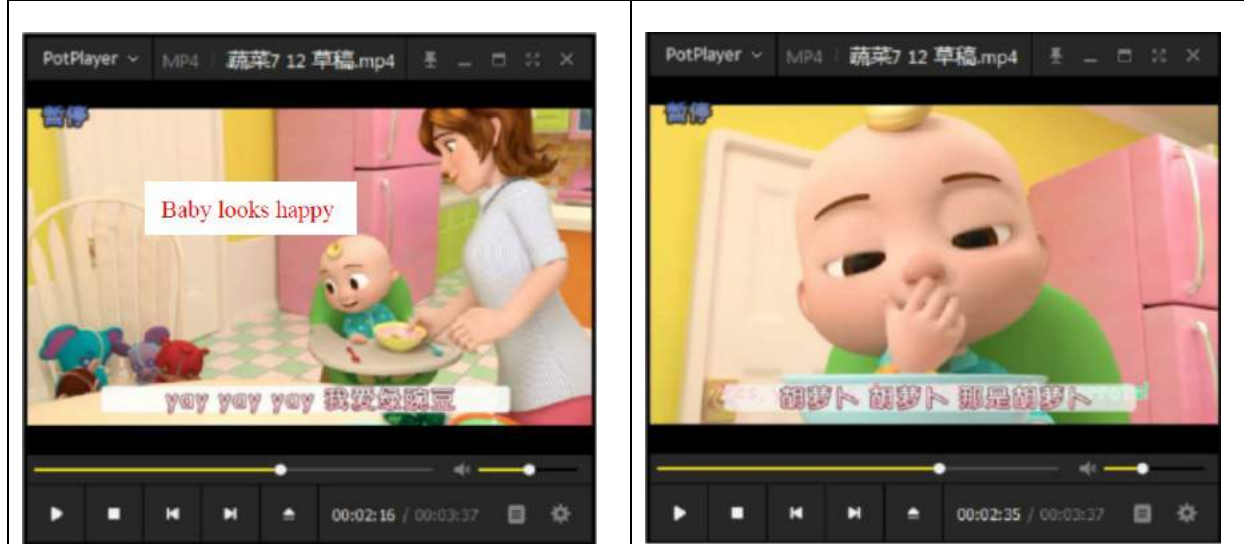 PotPlayer MP4 蔬菜7 12 草稿.mp4
暂停
Baby looks happy
yay yay yay 我爱绿豌豆
00:02:16 / 00:03:37
PotPlayer MP4 蔬菜7 12 草稿.mp4
暂停
胡萝卜 胡萝卜 那是胡萝卜
00:02:35 / 00:03:37